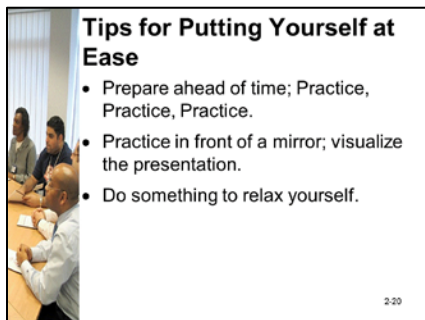 Tips for Putting Yourself at
Ease
• Prepare ahead of time; Practice,
Practice, Practice.
• Practice in front of a mirror; visualize
the presentation.
• Do something to relax yourself.
2-20